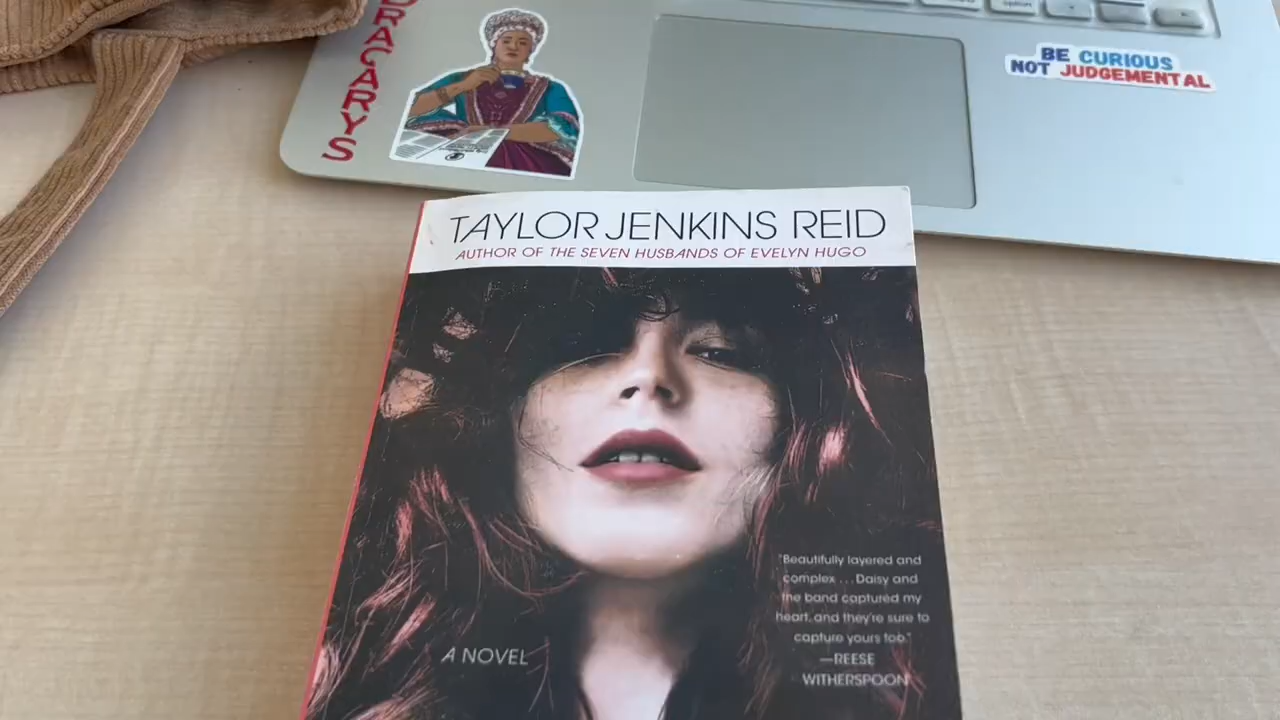 DRACARYS
BE CURIOUS
NOT JUDGEMENTAL
option
TAYLOR JENKINS REID
AUTHOR OF THE SEVEN HUSBANDS OF EVELYN HUGO
"Beautifully layered and
complex . . . Daisy and
the band captured my
heart, and they're sure to
capture yours too."
—REESE
WITHERSPOON
A NOVEL